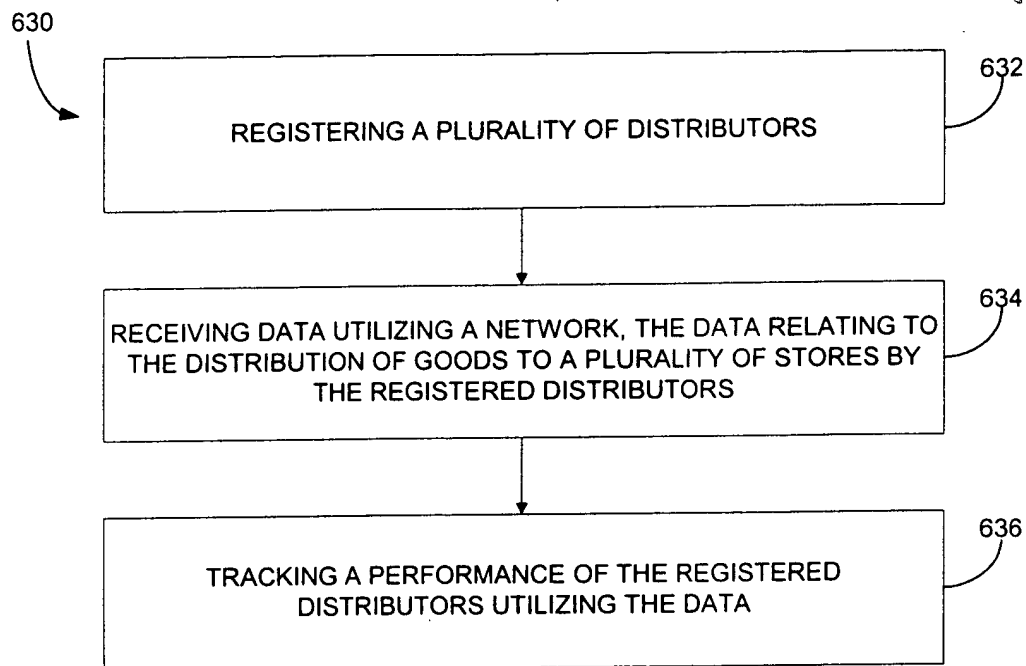 630
632
REGISTERING A PLURALITY OF DISTRIBUTORS
634
RECEIVING DATA UTILIZING A NETWORK, THE DATA RELATING TO
THE DISTRIBUTION OF GOODS TO A PLURALITY OF STORES BY
THE REGISTERED DISTRIBUTORS
636
TRACKING A PERFORMANCE OF THE REGISTERED
DISTRIBUTORS UTILIZING THE DATA